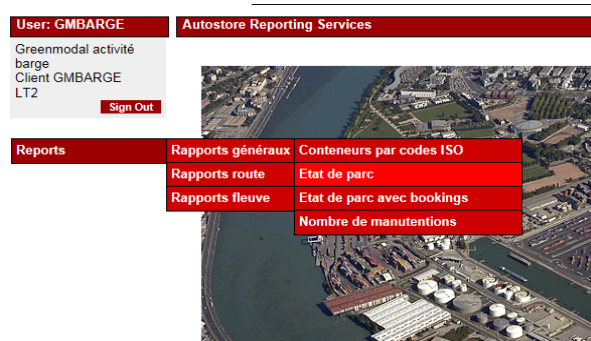 User: GMBARGE
Autostore Reporting Services
Greenmodal activité
barge
Client GMBARGE
LT2
Sign Out
Reports
Rapports généraux
Conteneurs par codes ISO
Rapports route
Etat de parc
Rapports fleuve
Etat de parc avec bookings
Nombre de manutentions